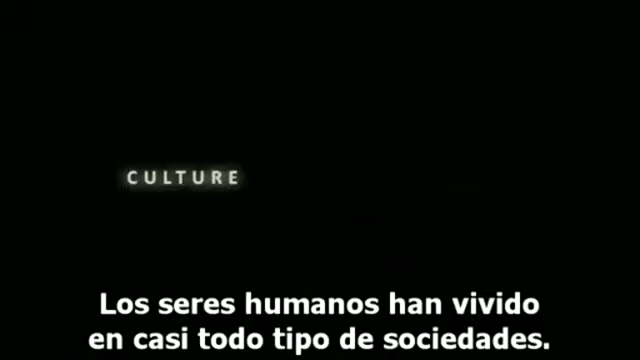 CULTURE
Los seres humanos han vivido
en casi todo tipo de sociedades.